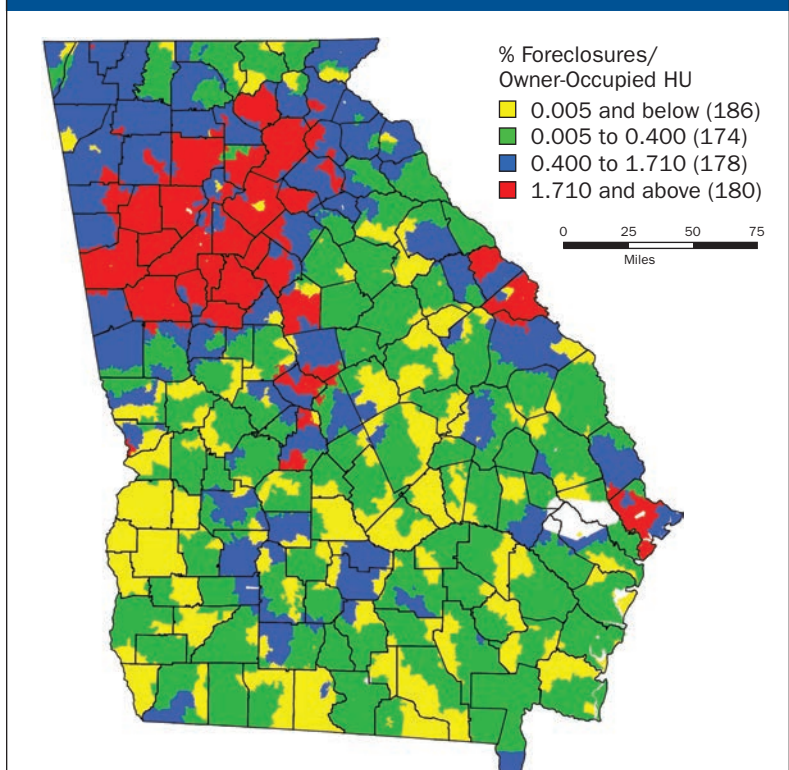 % Foreclosures/
Owner-Occupied HU
0.005 and below (186)
0.005 to 0.400 (174)
0.400 to 1.710 (178)
1.710 and above (180)
0 25 50 75
Miles